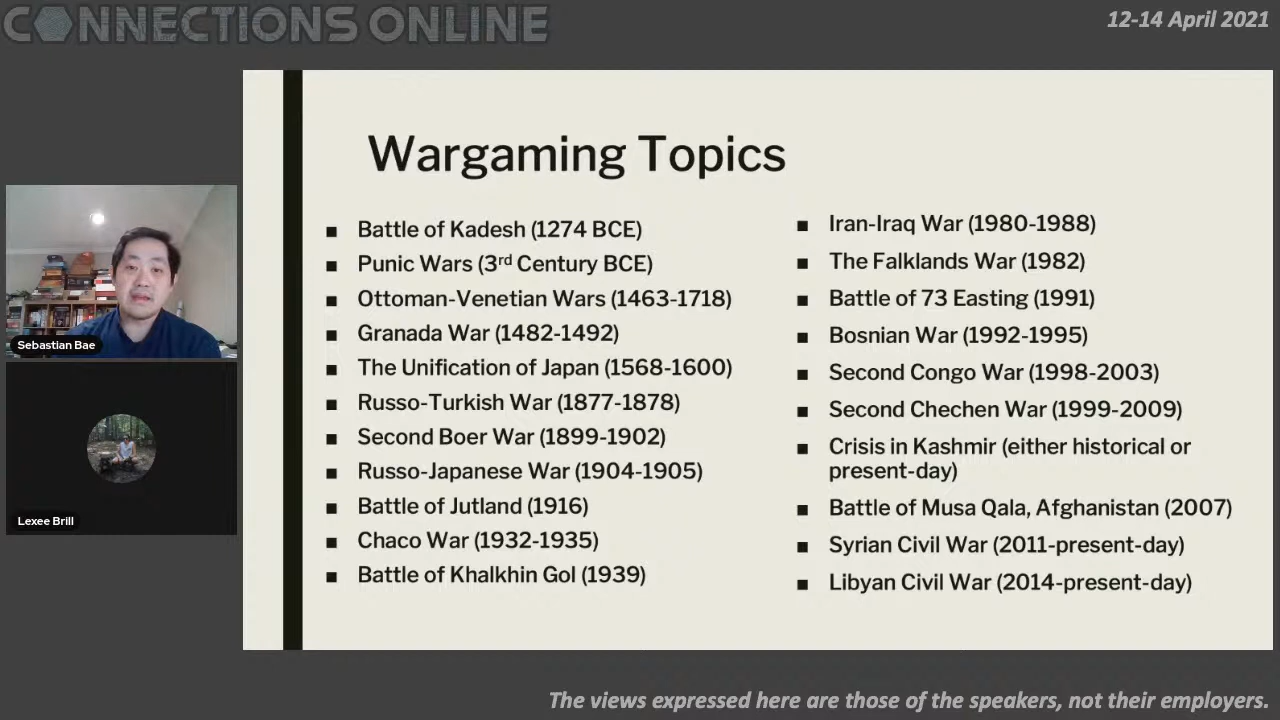 CONNECTIONS ONLINE
12-14 April 2021
Wargaming Topics
■ Battle of Kadesh (1274 BCE)
■ Punic Wars (3rd Century BCE)
■ Ottoman-Venetian Wars (1463-1718)
■ Granada War (1482-1492)
■ The Unification of Japan (1568-1600)
■ Russo-Turkish War (1877-1878)
■ Second Boer War (1899-1902)
■ Russo-Japanese War (1904-1905)
■ Battle of Jutland (1916)
■ Chaco War (1932-1935)
■ Battle of Khalkhin Gol (1939)
■ Iran-Iraq War (1980-1988)
■ The Falklands War (1982)
■ Battle of 73 Easting (1991)
■ Bosnian War (1992-1995)
■ Second Congo War (1998-2003)
■ Second Chechen War (1999-2009)
■ Crisis in Kashmir (either historical or
present-day)
■ Battle of Musa Qala, Afghanistan (2007)
■ Syrian Civil War (2011-present-day)
■ Libyan Civil War (2014-present-day)
Sebastian Bae
Lexee Brill
The views expressed here are those of the speakers, not their employers.